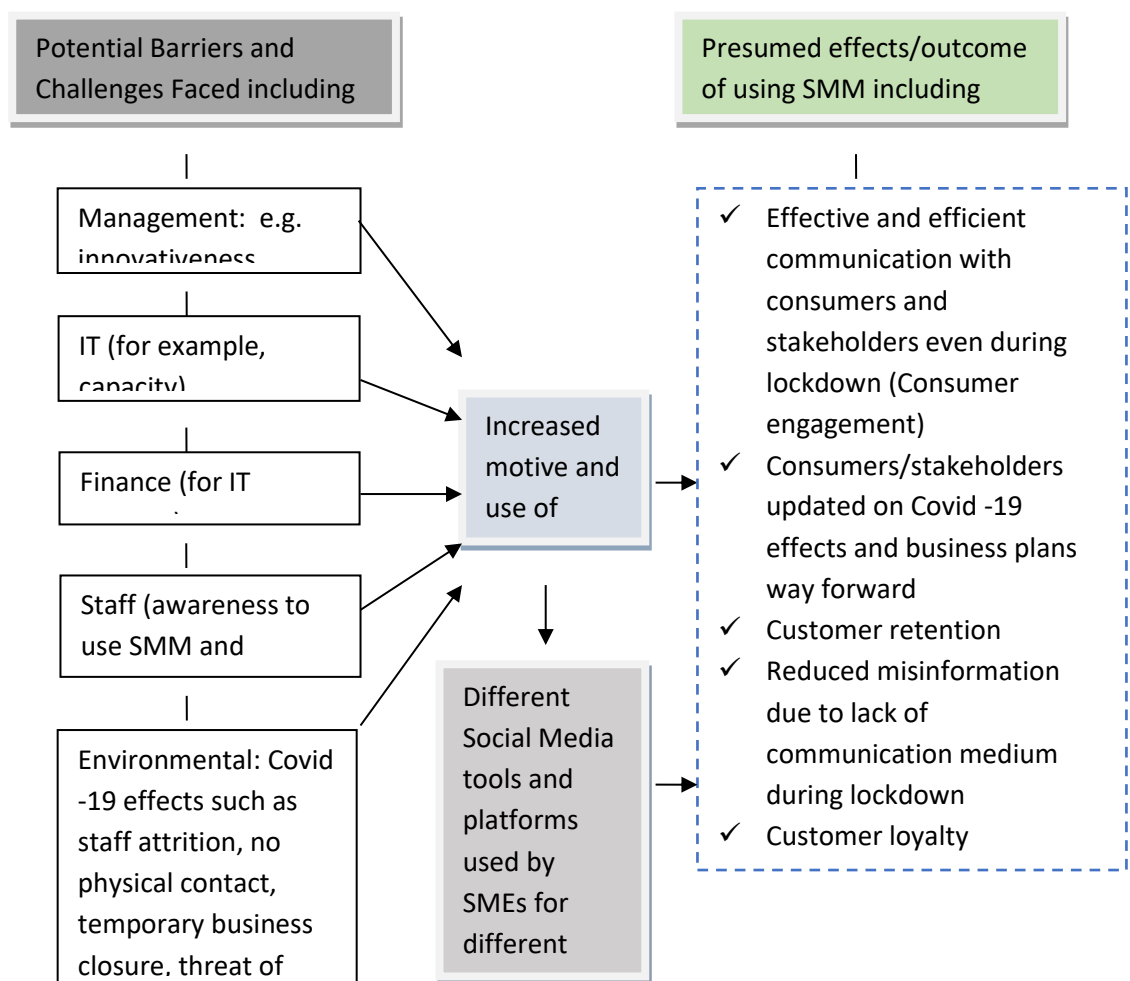 Potential Barriers and
Challenges Faced including
Presumed effects/outcome
of using SMM including
Management:  e.g.
innovativeness
IT (for example,
capacity)
Finance (for IT
Staff (awareness to
use SMM and
Environmental: Covid
-19 effects such as
staff attrition, no
physical contact,
temporary business
closure, threat of
Increased
motive and
use of
Different
Social Media
tools and
platforms
used by
SMEs for
different
✓ Effective and efficient
communication with
consumers and
stakeholders even during
lockdown (Consumer
engagement)
✓ Consumers/stakeholders
updated on Covid -19
effects and business plans
way forward
✓ Customer retention
✓ Reduced misinformation
due to lack of
communication medium
during lockdown
✓ Customer loyalty